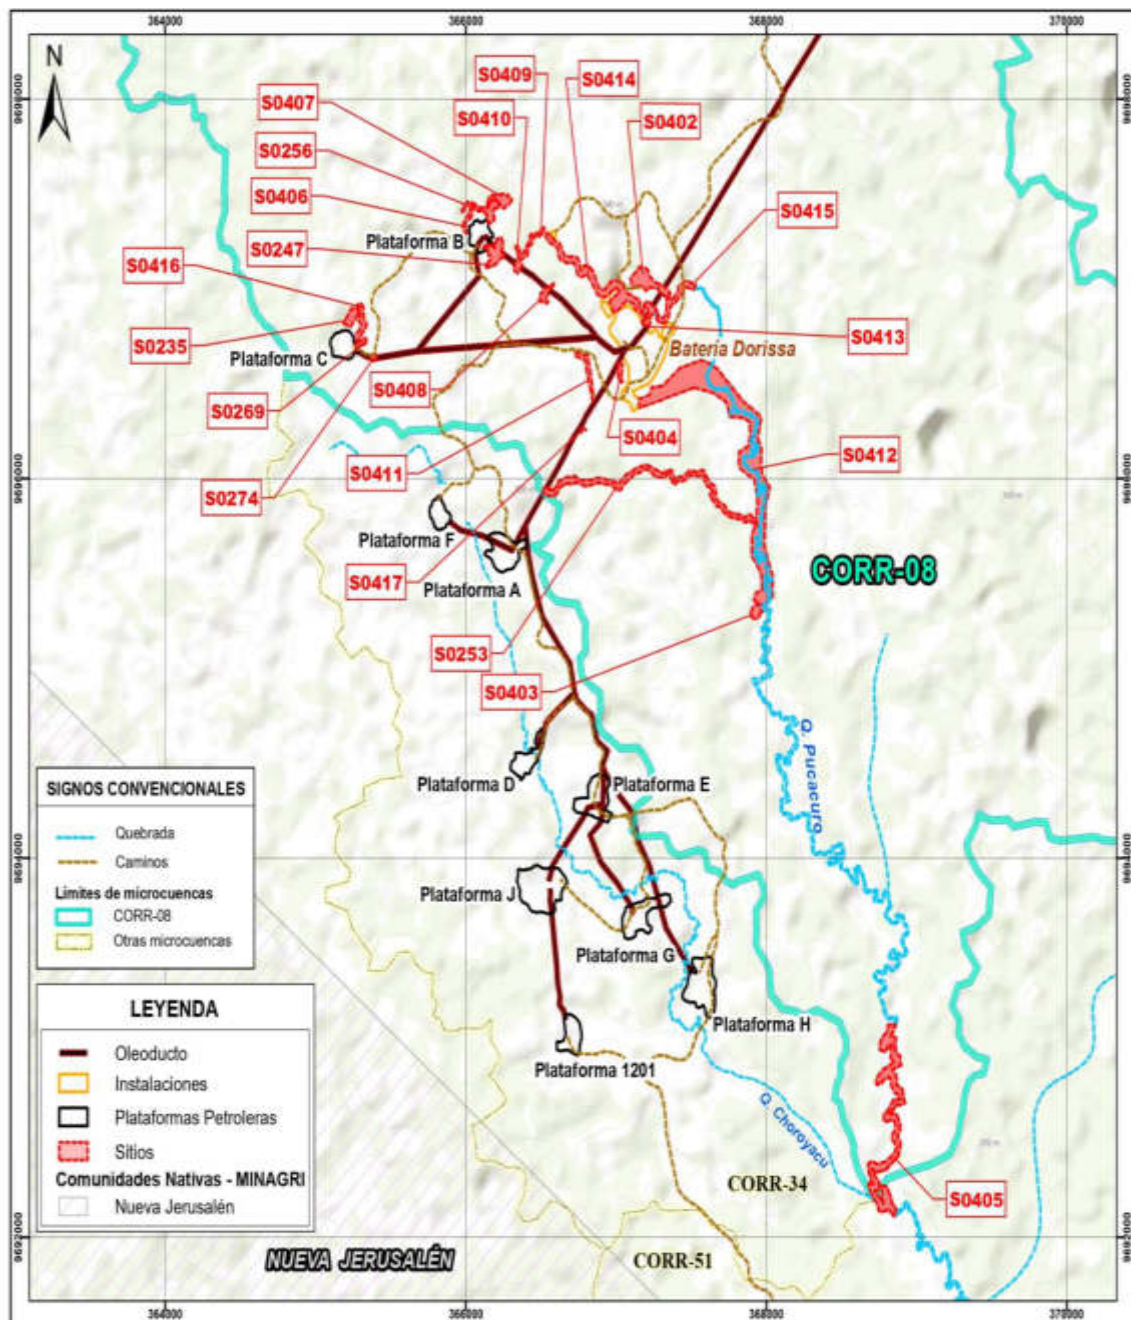 364000
366000
368000
370000
N
S0409
S0414
S0407
S0410
S0402
S0256
S0406
S0415
Plataforma B
S0247
S0416
S0413
S0235
Plataforma C
Batería Dorissa
S0408
S0269
S0404
S0412
S0411
S0274
Plataforma F
CORR-08
S0417
Plataforma A
S0253
S0403
Q. Pucacuro
Plataforma D
Plataforma E
SIGNOS CONVENCIONALES
Quebrada
Caminos
Límites de microcuencas
CORR-08
Otras microcuencas
Plataforma J
Plataforma G
Plataforma H
LEYENDA
Oleoducto
Instalaciones
Plataformas Petroleras
Sitios
Comunidades Nativas - MINAGRI
Nueva Jerusalén
Plataforma 1201
Q. Choroyacu
CORR-34
S0405
NUEVA JERUSALÉN
CORR-51
9692000
9692000
364000
366000
368000
370000